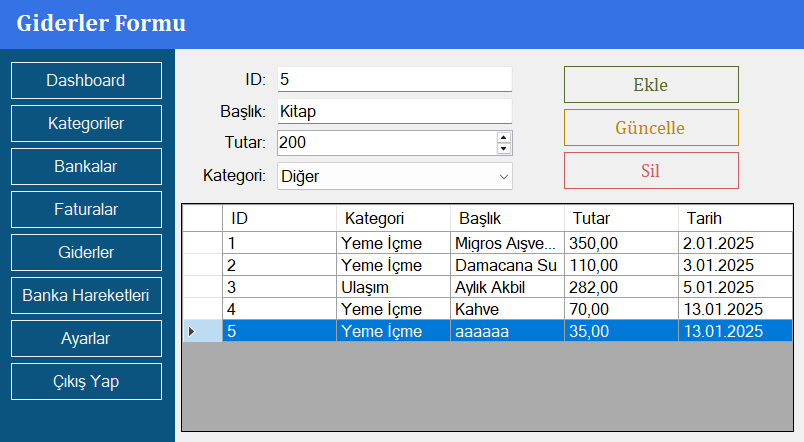 Giderler Formu
Dashboard
Kategoriler
Bankalar
Faturalar
Giderler
Banka Hareketleri
Ayarlar
Çıkış Yap
ID: 5
Başlık: Kitap
Tutar: 200
Kategori: Diğer
Ekle
Güncelle
Sil
ID Kategori Başlık Tutar Tarih
1 Yeme İçme Migros Alışve... 350,00 2.01.2025
2 Yeme İçme Damacana Su 110,00 3.01.2025
3 Ulaşım Aylık Akbil 282,00 5.01.2025
4 Yeme İçme Kahve 70,00 13.01.2025
5 Yeme İçme aaaaaa 35,00 13.01.2025